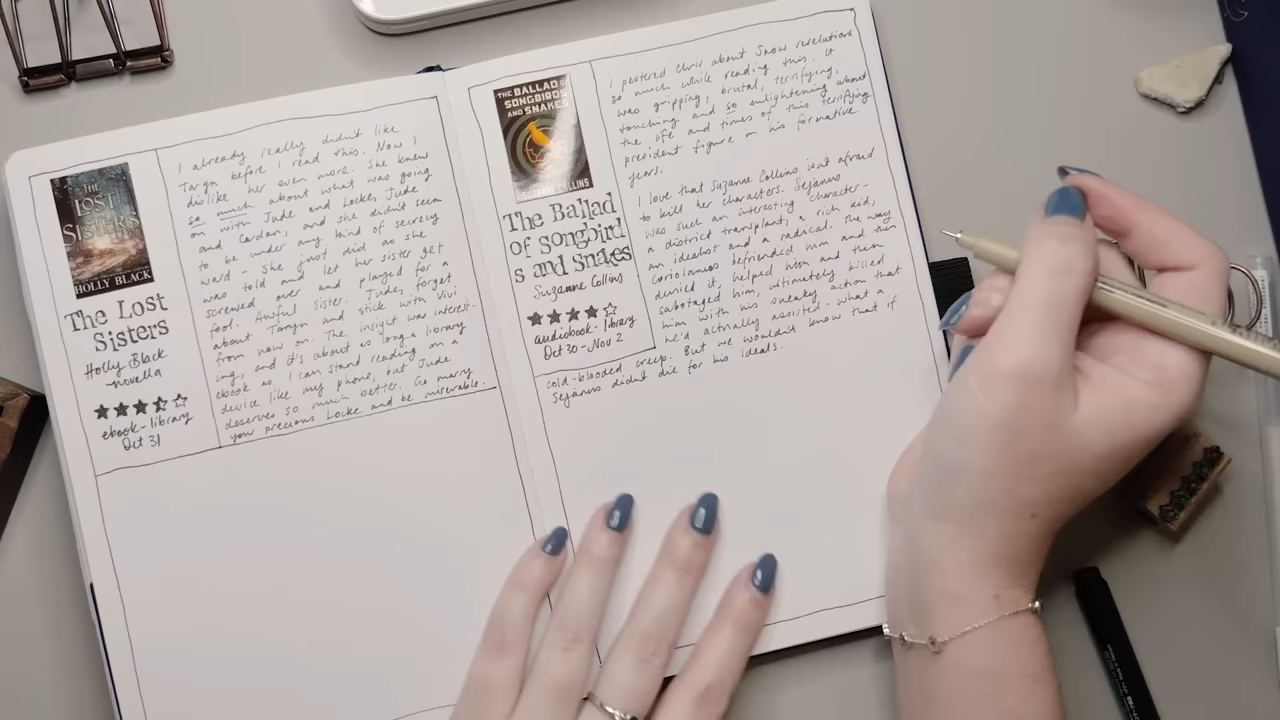 THE
LOST
SISTERS
HOLLY BLACK
The Lost
Sisters
Holly Black
novella
ebook - library
Oct 31
I already really didn't like
Taryn before I read this. Now I
dislike her even more. She knew
so much about what was going
on with Jude and Locke, Jude
and Cardan, and she didn't seem
to be under any kind of secrecy
ward - she just did as she
was told and let her sister get
screwed over and played for a
fool. Awful sister. Jude, forget
about Taryn and stick with Vivi
from now on. The insight was interest-
ing, and it's about as long a library
ebook as I can stand reading on a
device like my phone, but Jude
deserves so much better. Go marry
your precious Locke and be miserable.
THE BALLAD OF
SONGBIRDS
AND SNAKES
SUZANNE COLLINS
The Ballad
of Songbird
s and Snakes
Suzanne Collins
audiobook - library
Oct 30 - Nov 2
I pestered Chris about Snow revelations
so much while reading this. It
was gripping, brutal, terrifying,
touching and so enlightening about
the life and times of this terrifying
president figure in his formative
years.
I love that Suzanne Collins isn't afraid
to kill her characters. Sejanus
was such an interesting character -
a district transplant, a rich kid,
an idealist and a radical. The way
Coriolanus befriended him and then
denied it, helped him and then
sabotaged him, ultimately killed
him with his sneaky action that
he'd actually assisted - what a
cold-blooded creep. But we wouldn't know that if
Sejanus didn't die for his ideals.